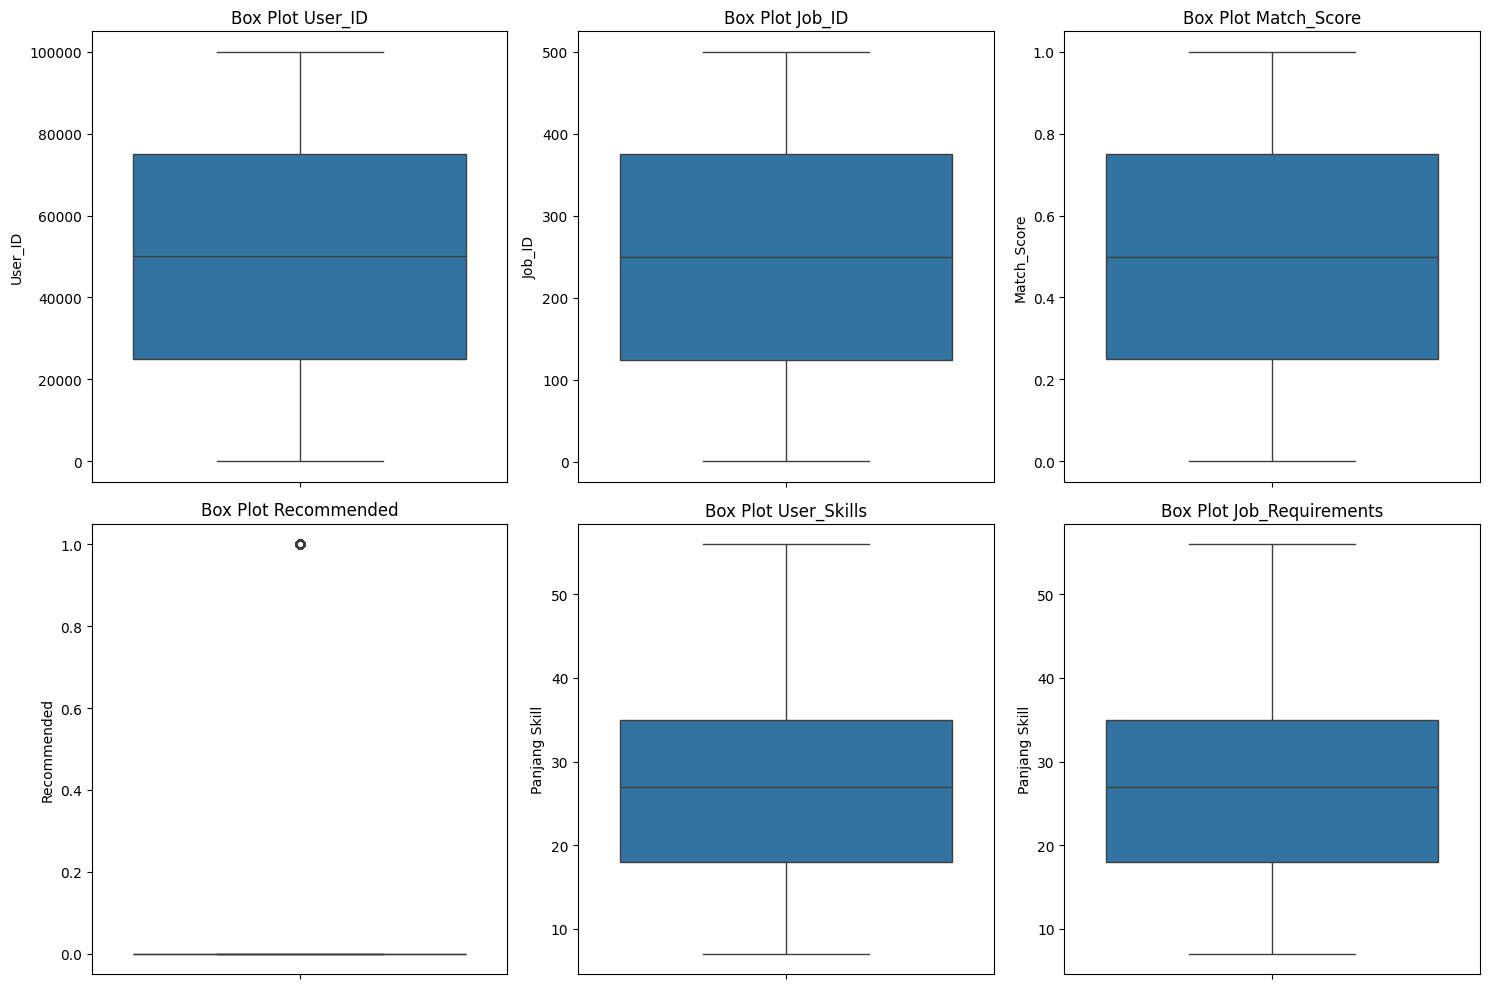 Box Plot User_ID
100000
80000
60000
40000
20000
0
User_ID
Box Plot Job_ID
500
400
300
200
100
0
Job_ID
Box Plot Match_Score
1.0
0.8
0.6
0.4
0.2
0.0
Match_Score
Box Plot Recommended
1.0
0.8
0.6
0.4
0.2
0.0
Recommended
Box Plot User_Skills
50
40
30
20
10
Panjang Skill
Box Plot Job_Requirements
50
40
30
20
10
Panjang Skill